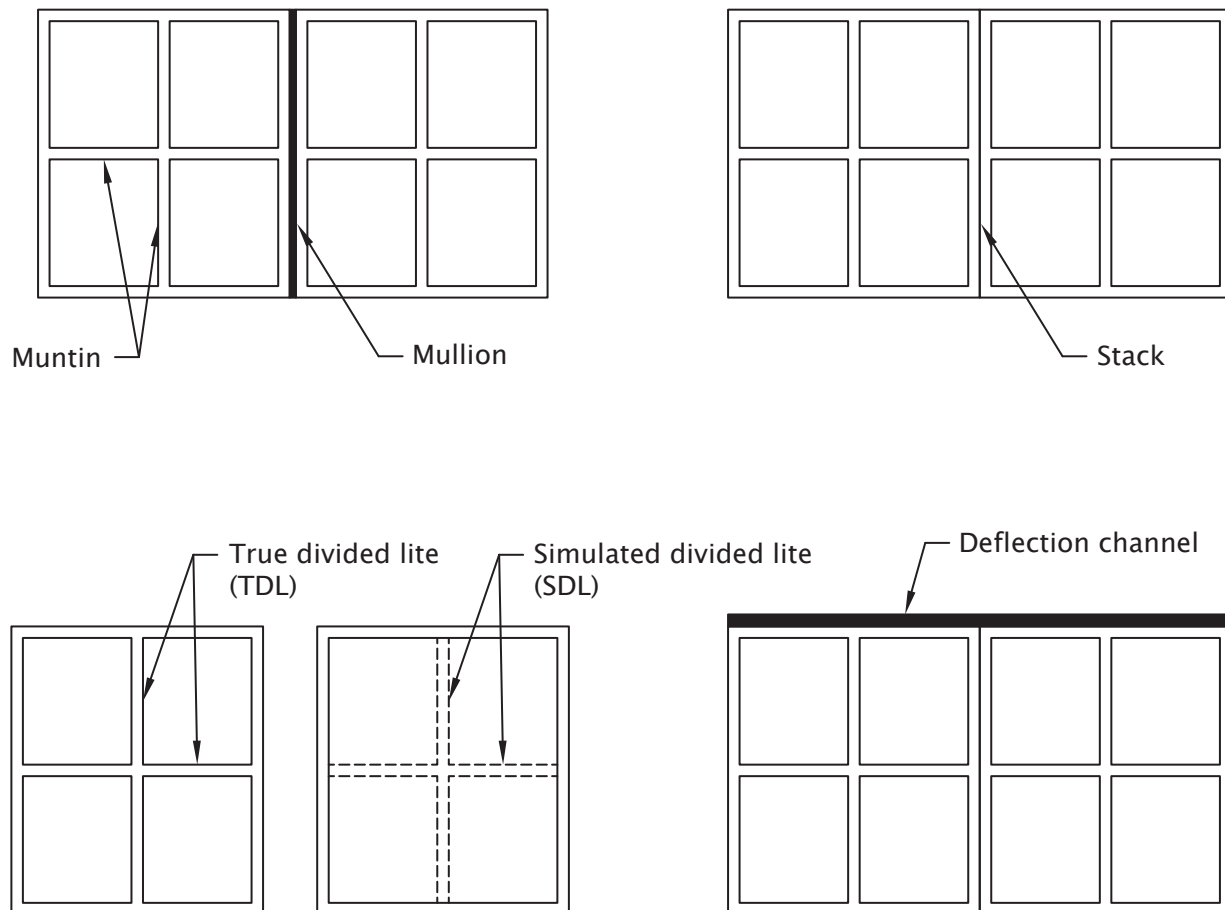 Muntin
Mullion
Stack
True divided lite
(TDL)
Simulated divided lite
(SDL)
Deflection channel